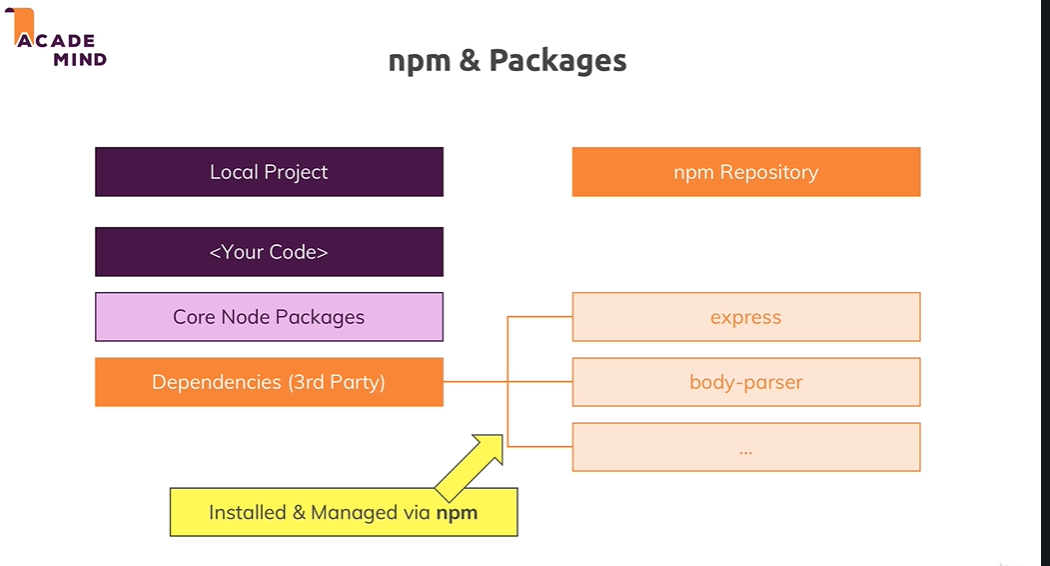 ACADE
MIND
npm & Packages
Local Project
npm Repository
<Your Code>
Core Node Packages
express
Dependencies (3rd Party)
body-parser
...
Installed & Managed via npm